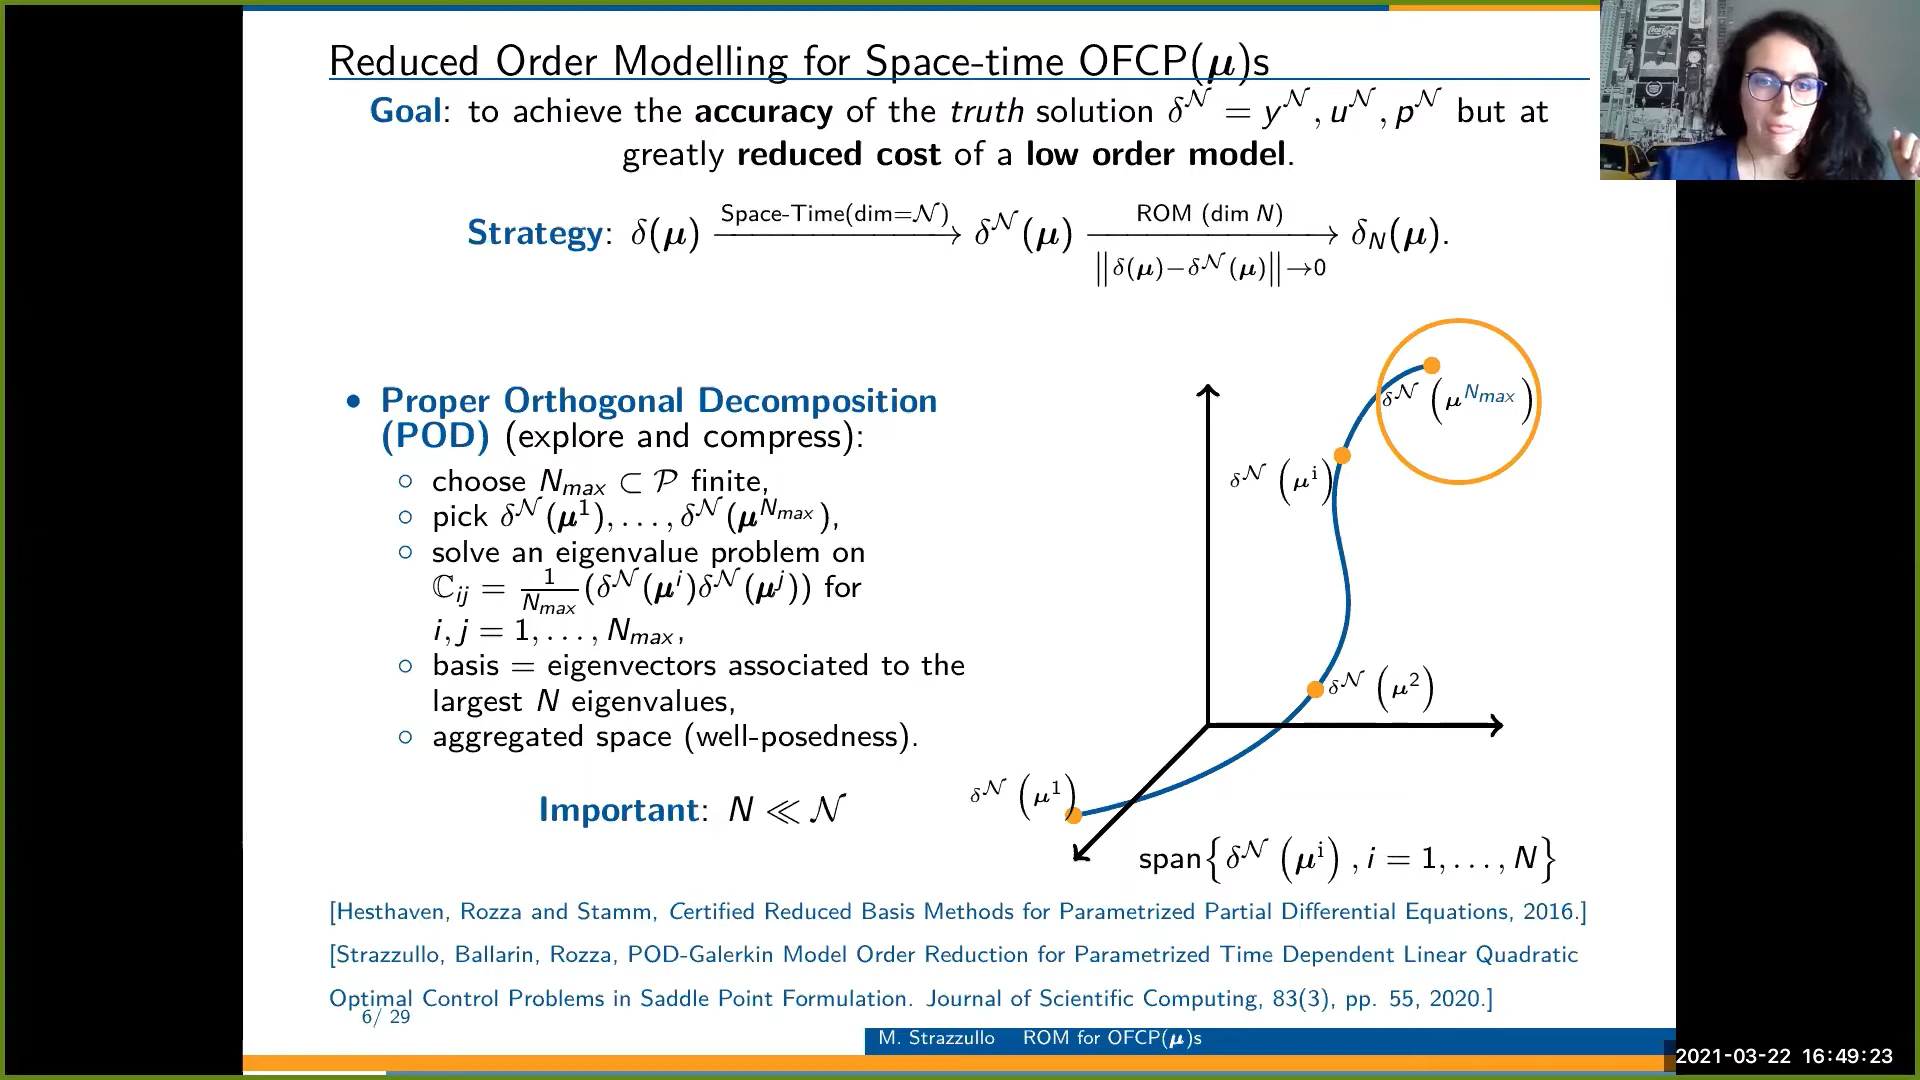 Reduced Order Modelling for Space-time OFCP(μ)s
Goal: to achieve the accuracy of the truth solution δ^𝒩 = y^𝒩, u^𝒩, p^𝒩 but at
greatly reduced cost of a low order model.
Strategy: δ(μ) Space-Time(dim=𝒩) ⟶ δ^𝒩(μ) ROM (dim N) ⟶ δ_N(μ).
||δ(μ)−δ^𝒩(μ)||→0
• Proper Orthogonal Decomposition
(POD) (explore and compress):
○ choose N_max ⊂ 𝒫 finite,
○ pick δ^𝒩(μ^1), . . . , δ^𝒩(μ^{N_max}),
○ solve an eigenvalue problem on
ℂ_ij = 1/N_max (δ^𝒩(μ^i)δ^𝒩(μ^j)) for
i, j = 1, . . . , N_max,
○ basis = eigenvectors associated to the
largest N eigenvalues,
○ aggregated space (well-posedness).
Important: N ≪ 𝒩
δ^𝒩 (μ^{N_max})
δ^𝒩 (μ^i)
δ^𝒩 (μ^2)
δ^𝒩 (μ^1)
span{δ^𝒩 (μ^i) , i = 1, . . . , N}
[Hesthaven, Rozza and Stamm, Certified Reduced Basis Methods for Parametrized Partial Differential Equations, 2016.]
[Strazzullo, Ballarin, Rozza, POD-Galerkin Model Order Reduction for Parametrized Time Dependent Linear Quadratic
Optimal Control Problems in Saddle Point Formulation. Journal of Scientific Computing, 83(3), pp. 55, 2020.]
6/ 29
M. Strazzullo ROM for OFCP(μ)s
2021-03-22 16:49:23
Coca-Cola